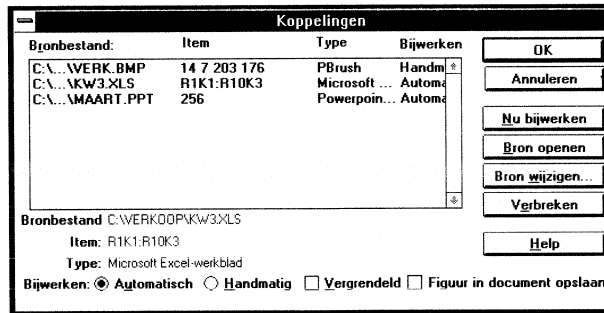 Koppelingen
Bronbestand: Item Type Bijwerken
C:\...\VERK.BMP 14 7 203 176 PBrush Handm
C:\...\KW3.XLS R1K1:R10K3 Microsoft ... Automa
C:\...\MAART.PPT 256 Powerpoin... Automa
OK
Annuleren
Nu bijwerken
Bron openen
Bron wijzigen...
Verbreken
Help
Bronbestand C:\VERKOOP\KW3.XLS
Item: R1K1:R10K3
Type: Microsoft Excel-werkblad
Bijwerken: Automatisch Handmatig Vergrendeld Figuur in document opslaan